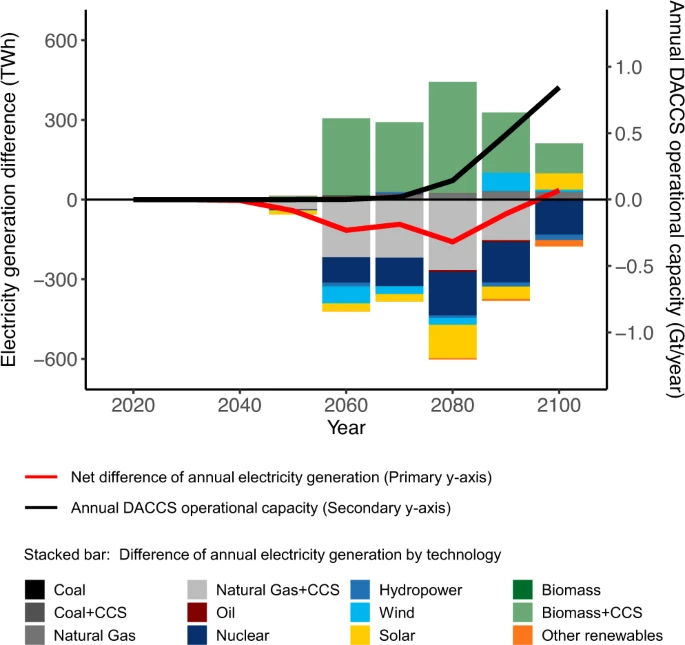 Electricity generation difference (TWh)
600
300
0
−300
−600
1.0
0.5
0.0
−0.5
−1.0
Annual DACCS operational capacity (Gt/year)
2020 2040 2060 2080 2100
Year
Net difference of annual electricity generation (Primary y-axis)
Annual DACCS operational capacity (Secondary y-axis)
Stacked bar: Difference of annual electricity generation by technology
Coal Natural Gas+CCS Hydropower Biomass
Coal+CCS Oil Wind Biomass+CCS
Natural Gas Nuclear Solar Other renewables